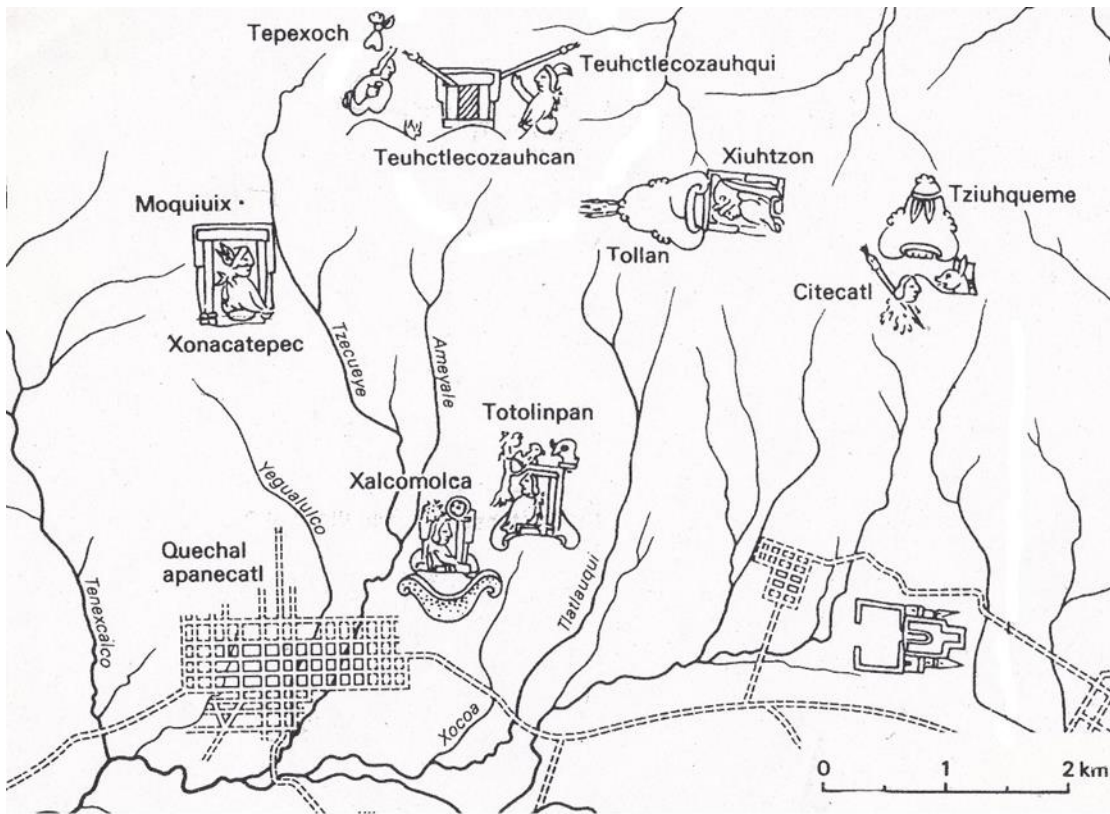 Tepexoch
Teuhctlecozauhqui
Teuhctlecozauhcan
Xiuhtzon
Moquiuix
Tziuhqueme
Tollan
Citecatl
Xonacatepec
Tzecueye
Ameyale
Totolinpan
Xalcomolca
Yegualulco
Quechal
apanecatl
Tenexcalco
Tlatlauqui
Xocoa
0 1 2 km